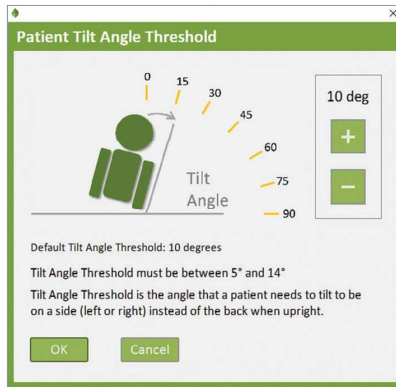 Patient Tilt Angle Threshold
0
15
30
45
60
75
90
Tilt
Angle
10 deg
+
−
Default Tilt Angle Threshold: 10 degrees
Tilt Angle Threshold must be between 5° and 14°
Tilt Angle Threshold is the angle that a patient needs to tilt to be
on a side (left or right) instead of the back when upright.
OK
Cancel